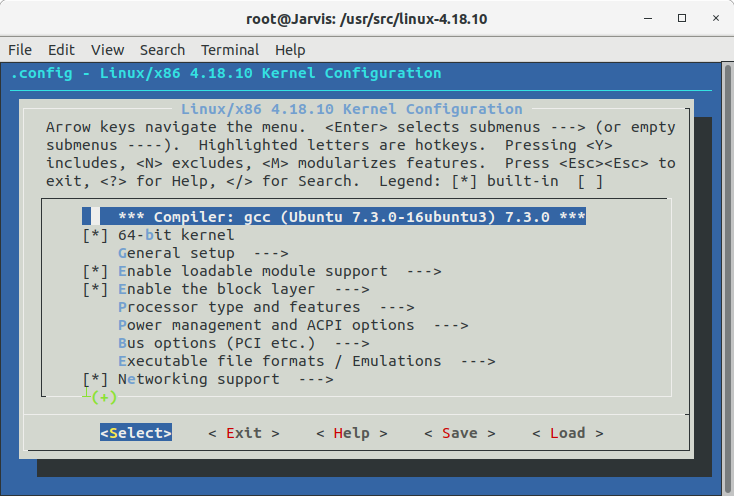 root@Jarvis: /usr/src/linux-4.18.10
File Edit View Search Terminal Help
.config - Linux/x86 4.18.10 Kernel Configuration
Linux/x86 4.18.10 Kernel Configuration
Arrow keys navigate the menu.  <Enter> selects submenus ---> (or empty
submenus ----).  Highlighted letters are hotkeys.  Pressing <Y>
includes, <N> excludes, <M> modularizes features.  Press <Esc><Esc> to
exit, <?> for Help, </> for Search.  Legend: [*] built-in  [ ]
*** Compiler: gcc (Ubuntu 7.3.0-16ubuntu3) 7.3.0 ***
[*] 64-bit kernel
General setup  --->
[*] Enable loadable module support  --->
[*] Enable the block layer  --->
Processor type and features  --->
Power management and ACPI options  --->
Bus options (PCI etc.)  --->
Executable file formats / Emulations  --->
[*] Networking support  --->
(+)
<Select>    < Exit >    < Help >    < Save >    < Load >